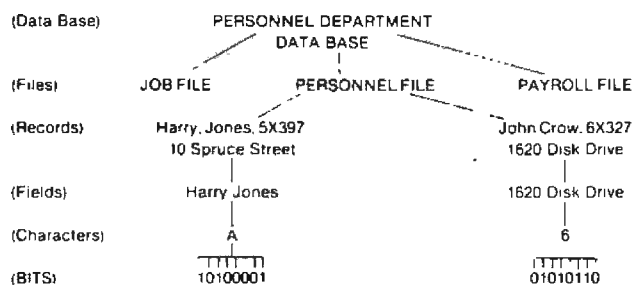 (Data Base) PERSONNEL DEPARTMENT
DATA BASE
(Files) JOB FILE PERSONNEL FILE PAYROLL FILE
(Records) Harry, Jones, 5X397 John Crow, 6X327
10 Spruce Street 1620 Disk Drive
(Fields) Harry Jones 1620 Disk Drive
(Characters) A 6
(BITS) 10100001 01010110